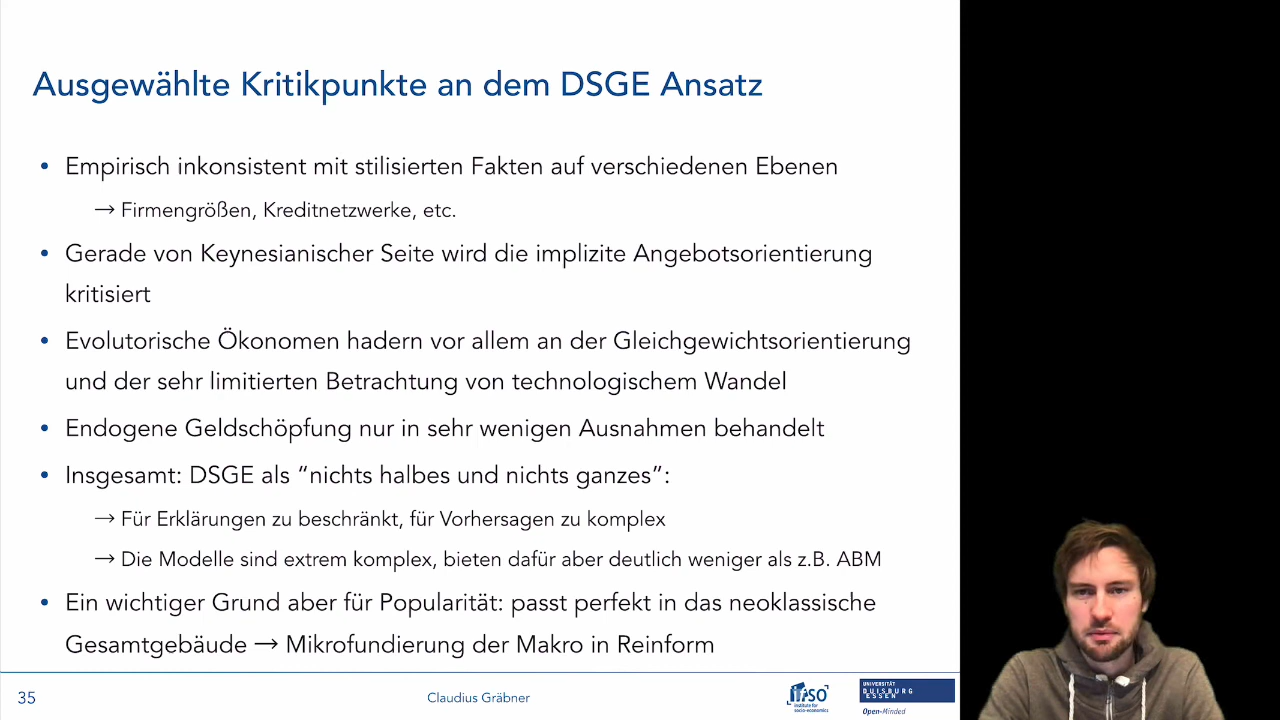 Ausgewählte Kritikpunkte an dem DSGE Ansatz
• Empirisch inkonsistent mit stilisierten Fakten auf verschiedenen Ebenen
→ Firmengrößen, Kreditnetzwerke, etc.
• Gerade von Keynesianischer Seite wird die implizite Angebotsorientierung
kritisiert
• Evolutorische Ökonomen hadern vor allem an der Gleichgewichtsorientierung
und der sehr limitierten Betrachtung von technologischem Wandel
• Endogene Geldschöpfung nur in sehr wenigen Ausnahmen behandelt
• Insgesamt: DSGE als “nichts halbes und nichts ganzes”:
→ Für Erklärungen zu beschränkt, für Vorhersagen zu komplex
→ Die Modelle sind extrem komplex, bieten dafür aber deutlich weniger als z.B. ABM
• Ein wichtiger Grund aber für Popularität: passt perfekt in das neoklassische
Gesamtgebäude → Mikrofundierung der Makro in Reinform
35
Claudius Gräbner
ifso
institute for
socio-economics
UNIVERSITÄT
DUISBURG
ESSEN
Open-Minded